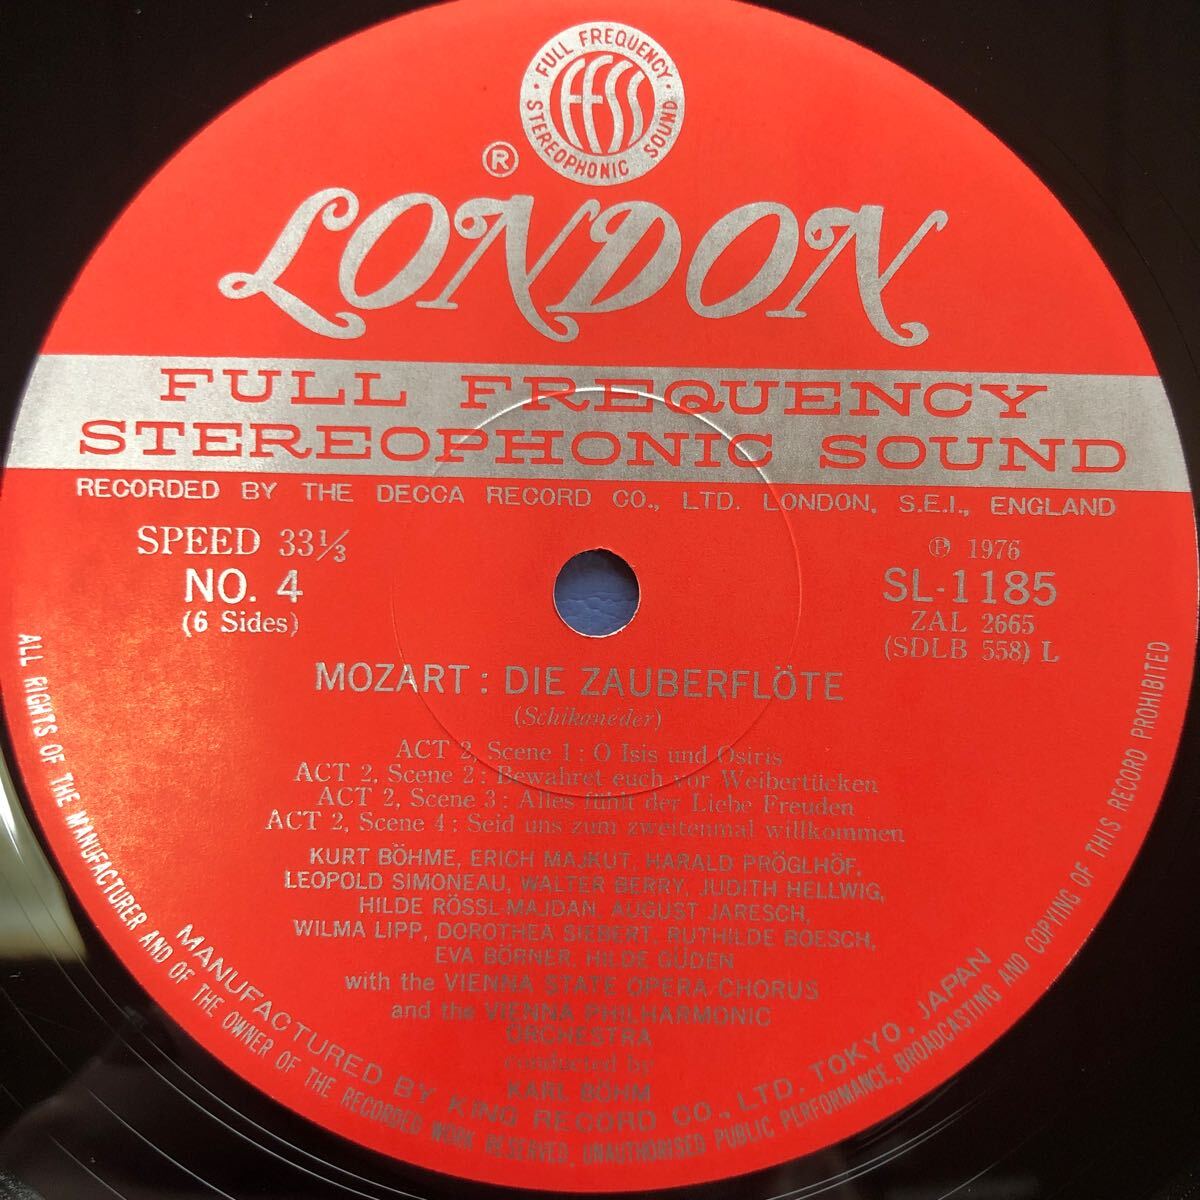 FULL FREQUENCY
STEREOPHONIC SOUND
FFSS
®
LONDON
FULL FREQUENCY
STEREOPHONIC SOUND
RECORDED BY THE DECCA RECORD CO., LTD. LONDON, S.E.I., ENGLAND
SPEED 33⅓
NO. 4
(6 Sides)
℗ 1976
SL-1185
ZAL 2665
(SDLB 558) L
MOZART : DIE ZAUBERFLÖTE
(Schikanéder)
ACT 2, Scene 1 : O Isis und Osiris
ACT 2, Scene 2 : Bewahret euch vor Weibertücken
ACT 2, Scene 3 : Alles fühlt der Liebe Freuden
ACT 2, Scene 4 : Seid uns zum zweitenmal willkommen
KURT BÖHME, ERICH MAJKUT, HARALD PRÖGLHÖF,
LEOPOLD SIMONEAU, WALTER BERRY, JUDITH HELLWIG,
HILDE RÖSSL-MAJDAN, AUGUST JARESCH,
WILMA LIPP, DOROTHEA SIEBERT, RUTHILDE BOESCH,
EVA BÖRNER, HILDE GÜDEN
with the VIENNA STATE OPERA CHORUS
and the VIENNA PHILHARMONIC
ORCHESTRA
conducted by
KARL BÖHM
MANUFACTURED BY KING RECORD CO., LTD. TOKYO, JAPAN
ALL RIGHTS OF THE MANUFACTURER AND OF THE OWNER OF THE RECORDED WORK RESERVED, UNAUTHORISED PUBLIC PERFORMANCE, BROADCASTING AND COPYING OF THIS RECORD PROHIBITED